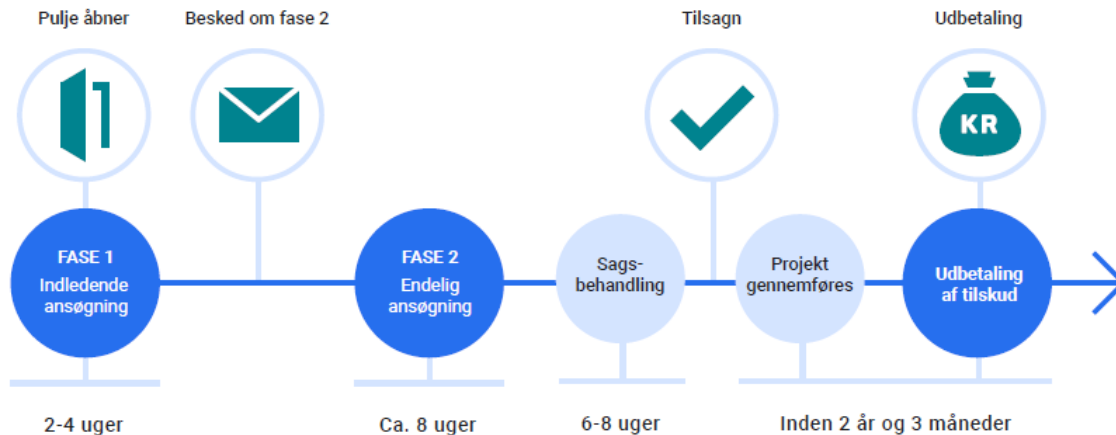 Pulje åbner
Besked om fase 2
Tilsagn
Udbetaling
KR
FASE 1
Indledende
ansøgning
FASE 2
Endelig
ansøgning
Sags-
behandling
Projekt
gennemføres
Udbetaling
af tilskud
2-4 uger
Ca. 8 uger
6-8 uger
Inden 2 år og 3 måneder